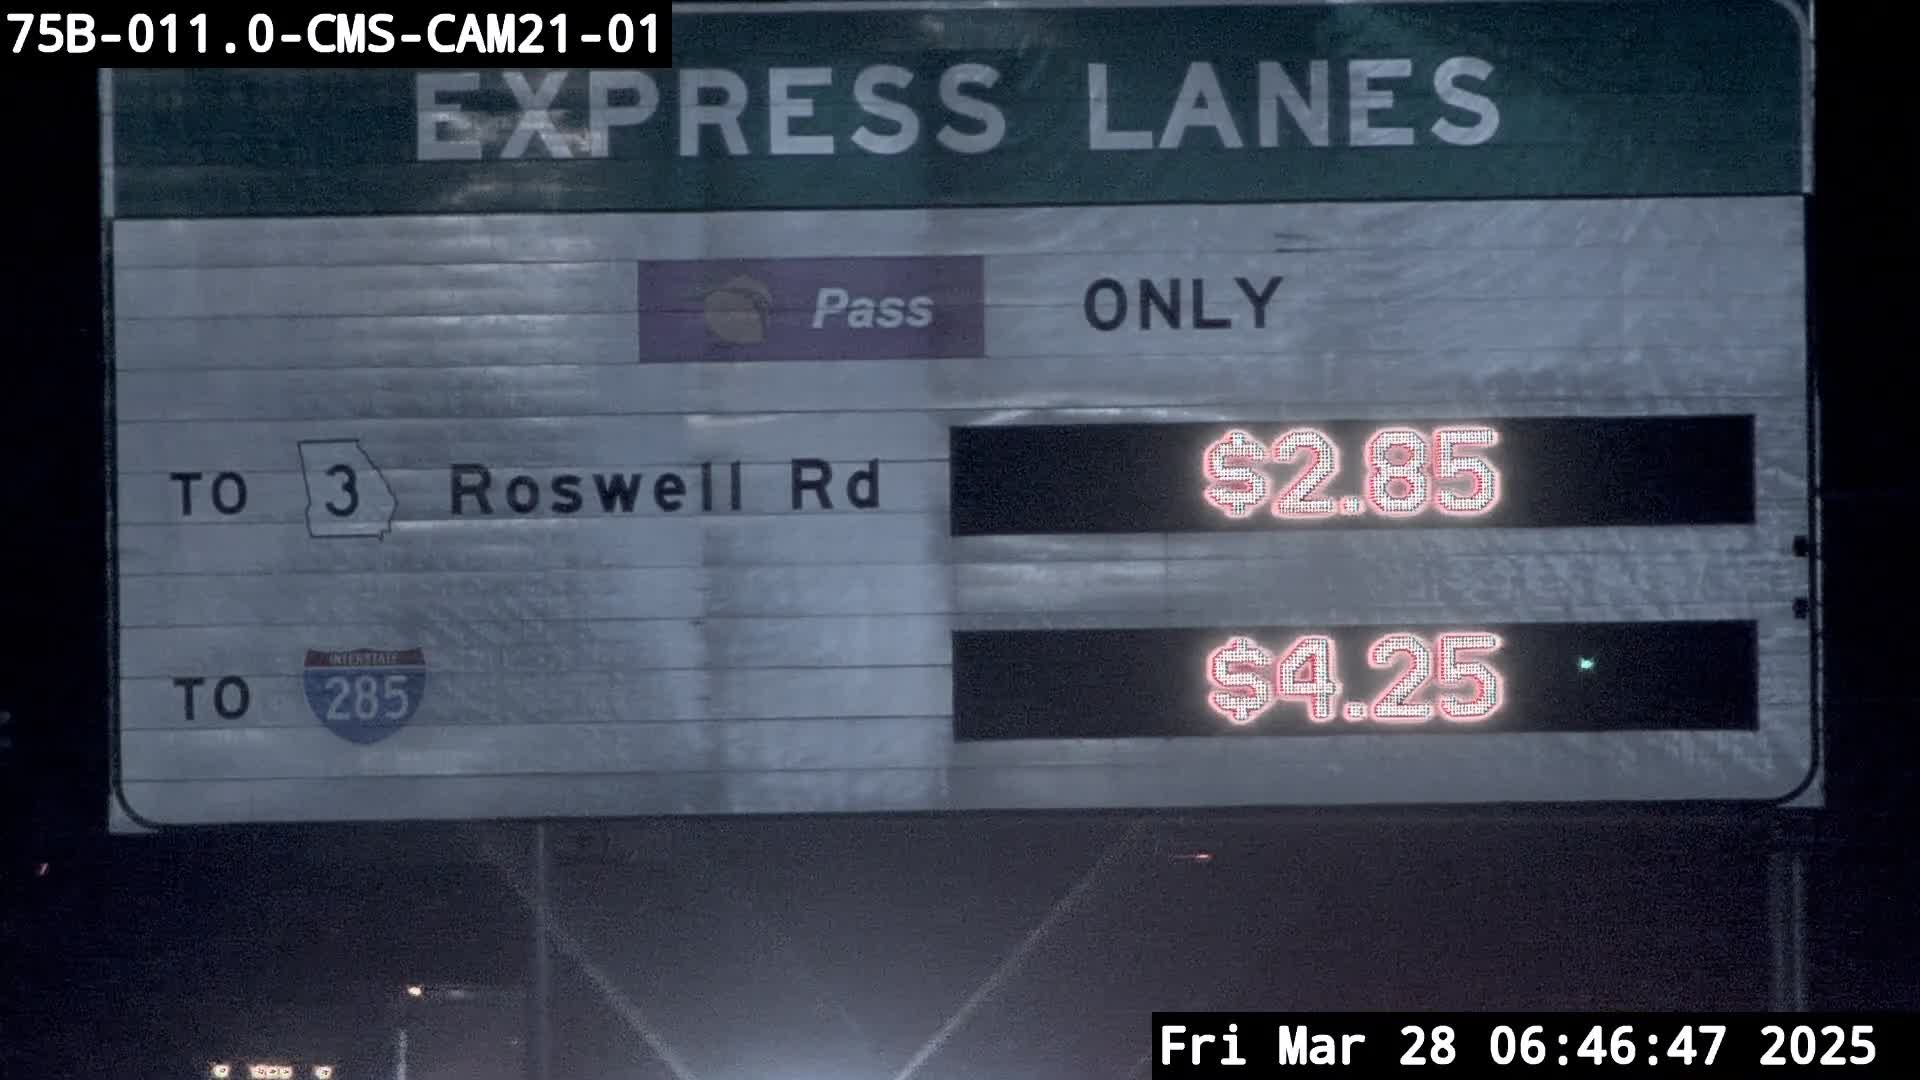 75B-011.0-CMS-CAM21-01
EXPRESS LANES
Pass ONLY
TO 3 Roswell Rd $2.85
TO INTERSTATE 285 $4.25
Fri Mar 28 06:46:47 2025